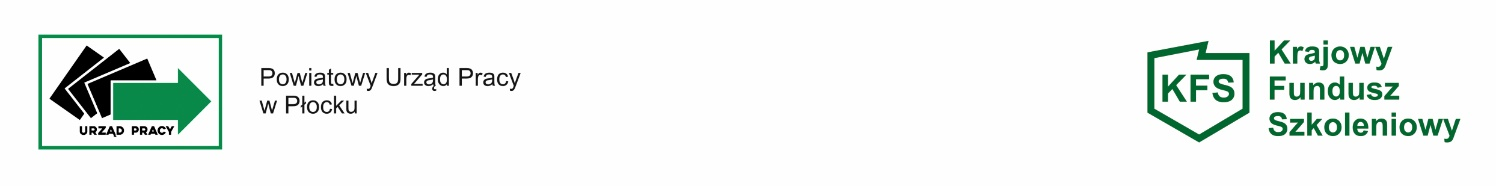 URZĄD PRACY
Powiatowy Urząd Pracy
w Płocku
KFS
Krajowy
Fundusz
Szkoleniowy